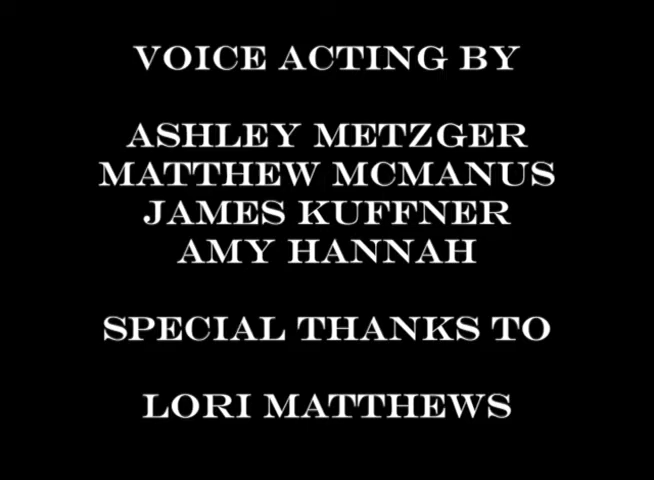 VOICE ACTING BY
ASHLEY METZGER
MATTHEW MCMANUS
JAMES KUFFNER
AMY HANNAH
SPECIAL THANKS TO
LORI MATTHEWS